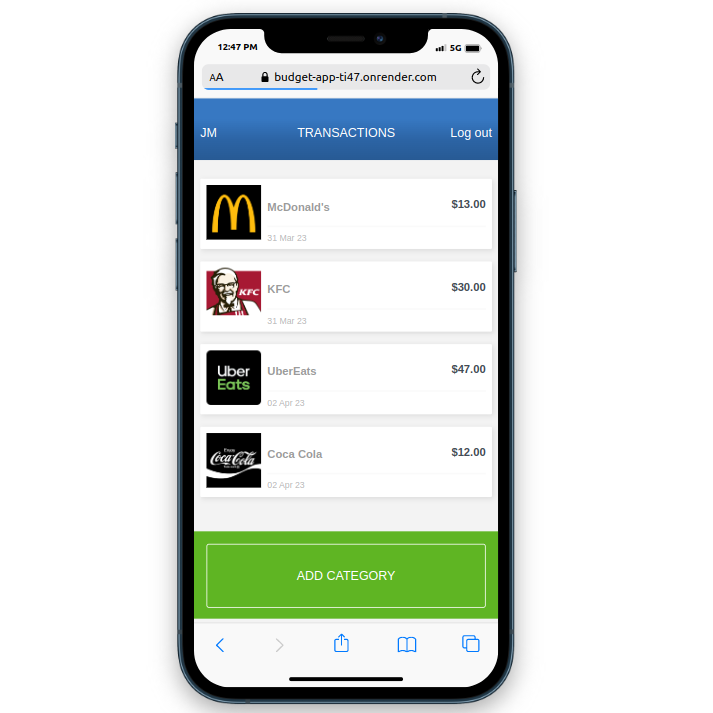 12:47 PM 5G
AA budget-app-ti47.onrender.com
JM TRANSACTIONS Log out
McDonald's $13.00
31 Mar 23
KFC
KFC $30.00
31 Mar 23
Uber
Eats
UberEats $47.00
02 Apr 23
Enjoy
Coca-Cola
Coca Cola $12.00
02 Apr 23
ADD CATEGORY